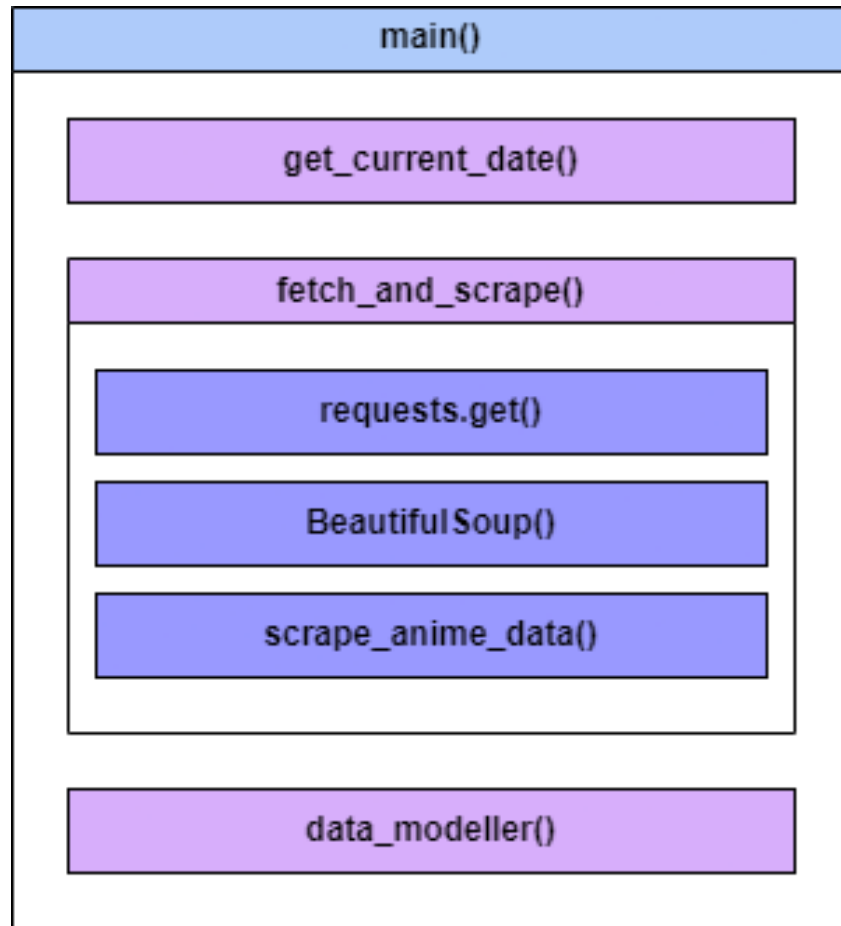 main()
get_current_date()
fetch_and_scrape()
requests.get()
BeautifulSoup()
scrape_anime_data()
data_modeller()